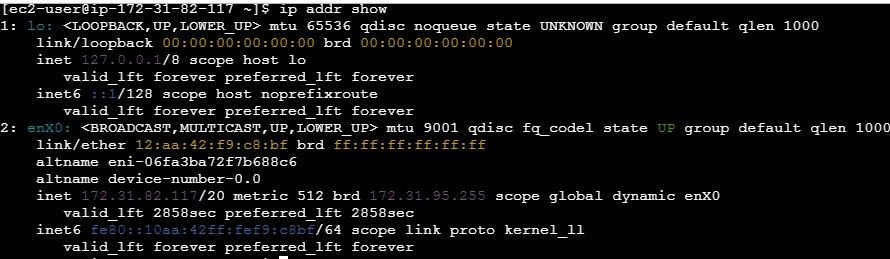 [ec2-user@ip-172-31-82-117 ~]$ ip addr show
1: lo: <LOOPBACK,UP,LOWER_UP> mtu 65536 qdisc noqueue state UNKNOWN group default qlen 1000
    link/loopback 00:00:00:00:00:00 brd 00:00:00:00:00:00
    inet 127.0.0.1/8 scope host lo
       valid_lft forever preferred_lft forever
    inet6 ::1/128 scope host noprefixroute
       valid_lft forever preferred_lft forever
2: enX0: <BROADCAST,MULTICAST,UP,LOWER_UP> mtu 9001 qdisc fq_codel state UP group default qlen 1000
    link/ether 12:aa:42:f9:c8:bf brd ff:ff:ff:ff:ff:ff
    altname eni-06fa3ba72f7b688c6
    altname device-number-0.0
    inet 172.31.82.117/20 metric 512 brd 172.31.95.255 scope global dynamic enX0
       valid_lft 2858sec preferred_lft 2858sec
    inet6 fe80::10aa:42ff:fef9:c8bf/64 scope link proto kernel_ll
       valid_lft forever preferred_lft forever